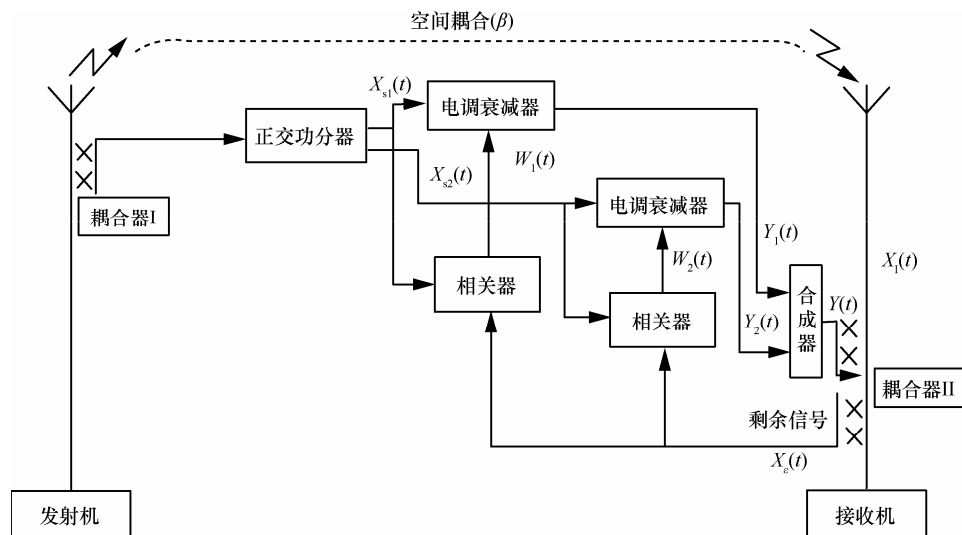 空间耦合(β)
X_s1(t)
电调衰减器
正交功分器
W_1(t)
X_s2(t)
电调衰减器
耦合器I
Y_1(t)
X_I(t)
W_2(t)
相关器
合成器
Y(t)
相关器
Y_2(t)
耦合器II
剩余信号
X_ε(t)
发射机
接收机